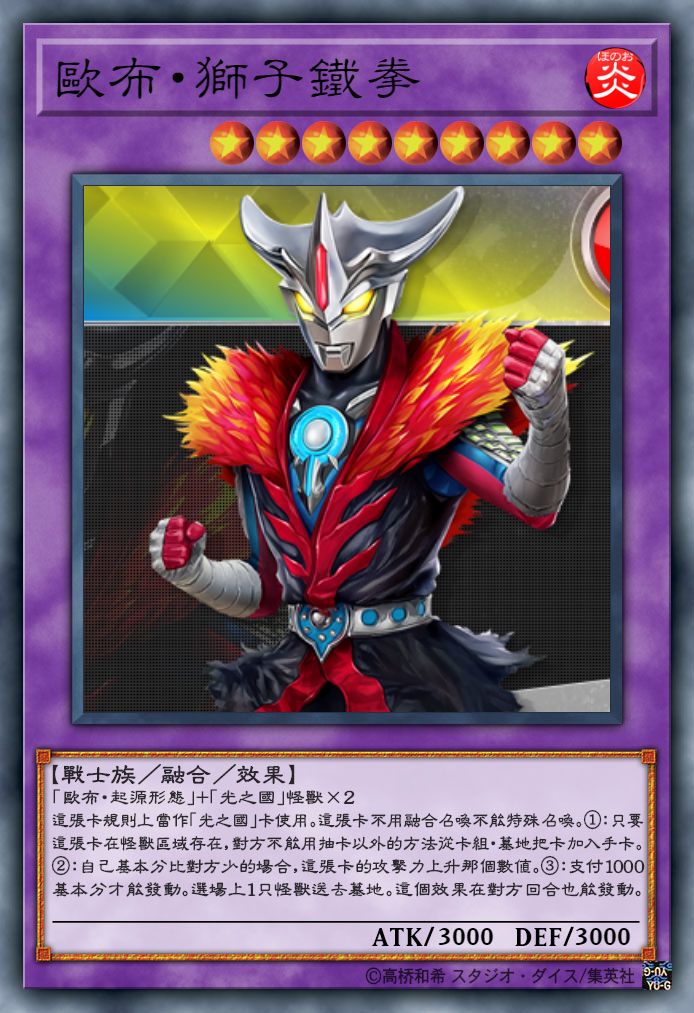 歐布·獅子鐵拳
ほのお
炎
【戰士族／融合／效果】
「歐布·起源形態」+「光之國」怪獸×2
這張卡規則上當作「光之國」卡使用。這張卡不用融合召喚不能特殊召喚。①：只要
這張卡在怪獸區域存在，對方不能用抽卡以外的方法從卡組·墓地把卡加入手卡。
②：自己基本分比對方少的場合，這張卡的攻擊力上升那個數值。③：支付1000
基本分才能發動。選場上1只怪獸送去墓地。這個效果在對方回合也能發動。
ATK/3000 DEF/3000
©高桥和希 スタジオ・ダイス/集英社
YU-G